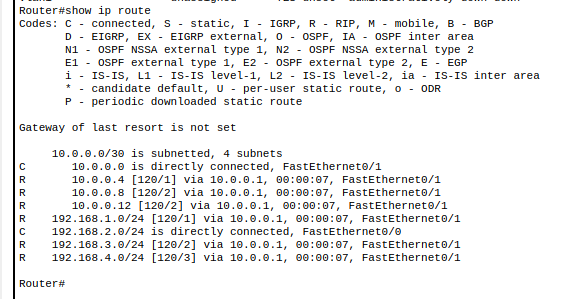 Router#show ip route
Codes: C - connected, S - static, I - IGRP, R - RIP, M - mobile, B - BGP
D - EIGRP, EX - EIGRP external, O - OSPF, IA - OSPF inter area
N1 - OSPF NSSA external type 1, N2 - OSPF NSSA external type 2
E1 - OSPF external type 1, E2 - OSPF external type 2, E - EGP
i - IS-IS, L1 - IS-IS level-1, L2 - IS-IS level-2, ia - IS-IS inter area
* - candidate default, U - per-user static route, o - ODR
P - periodic downloaded static route
Gateway of last resort is not set
10.0.0.0/30 is subnetted, 4 subnets
C 10.0.0.0 is directly connected, FastEthernet0/1
R 10.0.0.4 [120/1] via 10.0.0.1, 00:00:07, FastEthernet0/1
R 10.0.0.8 [120/2] via 10.0.0.1, 00:00:07, FastEthernet0/1
R 10.0.0.12 [120/2] via 10.0.0.1, 00:00:07, FastEthernet0/1
R 192.168.1.0/24 [120/1] via 10.0.0.1, 00:00:07, FastEthernet0/1
C 192.168.2.0/24 is directly connected, FastEthernet0/0
R 192.168.3.0/24 [120/2] via 10.0.0.1, 00:00:07, FastEthernet0/1
R 192.168.4.0/24 [120/3] via 10.0.0.1, 00:00:07, FastEthernet0/1
Router#